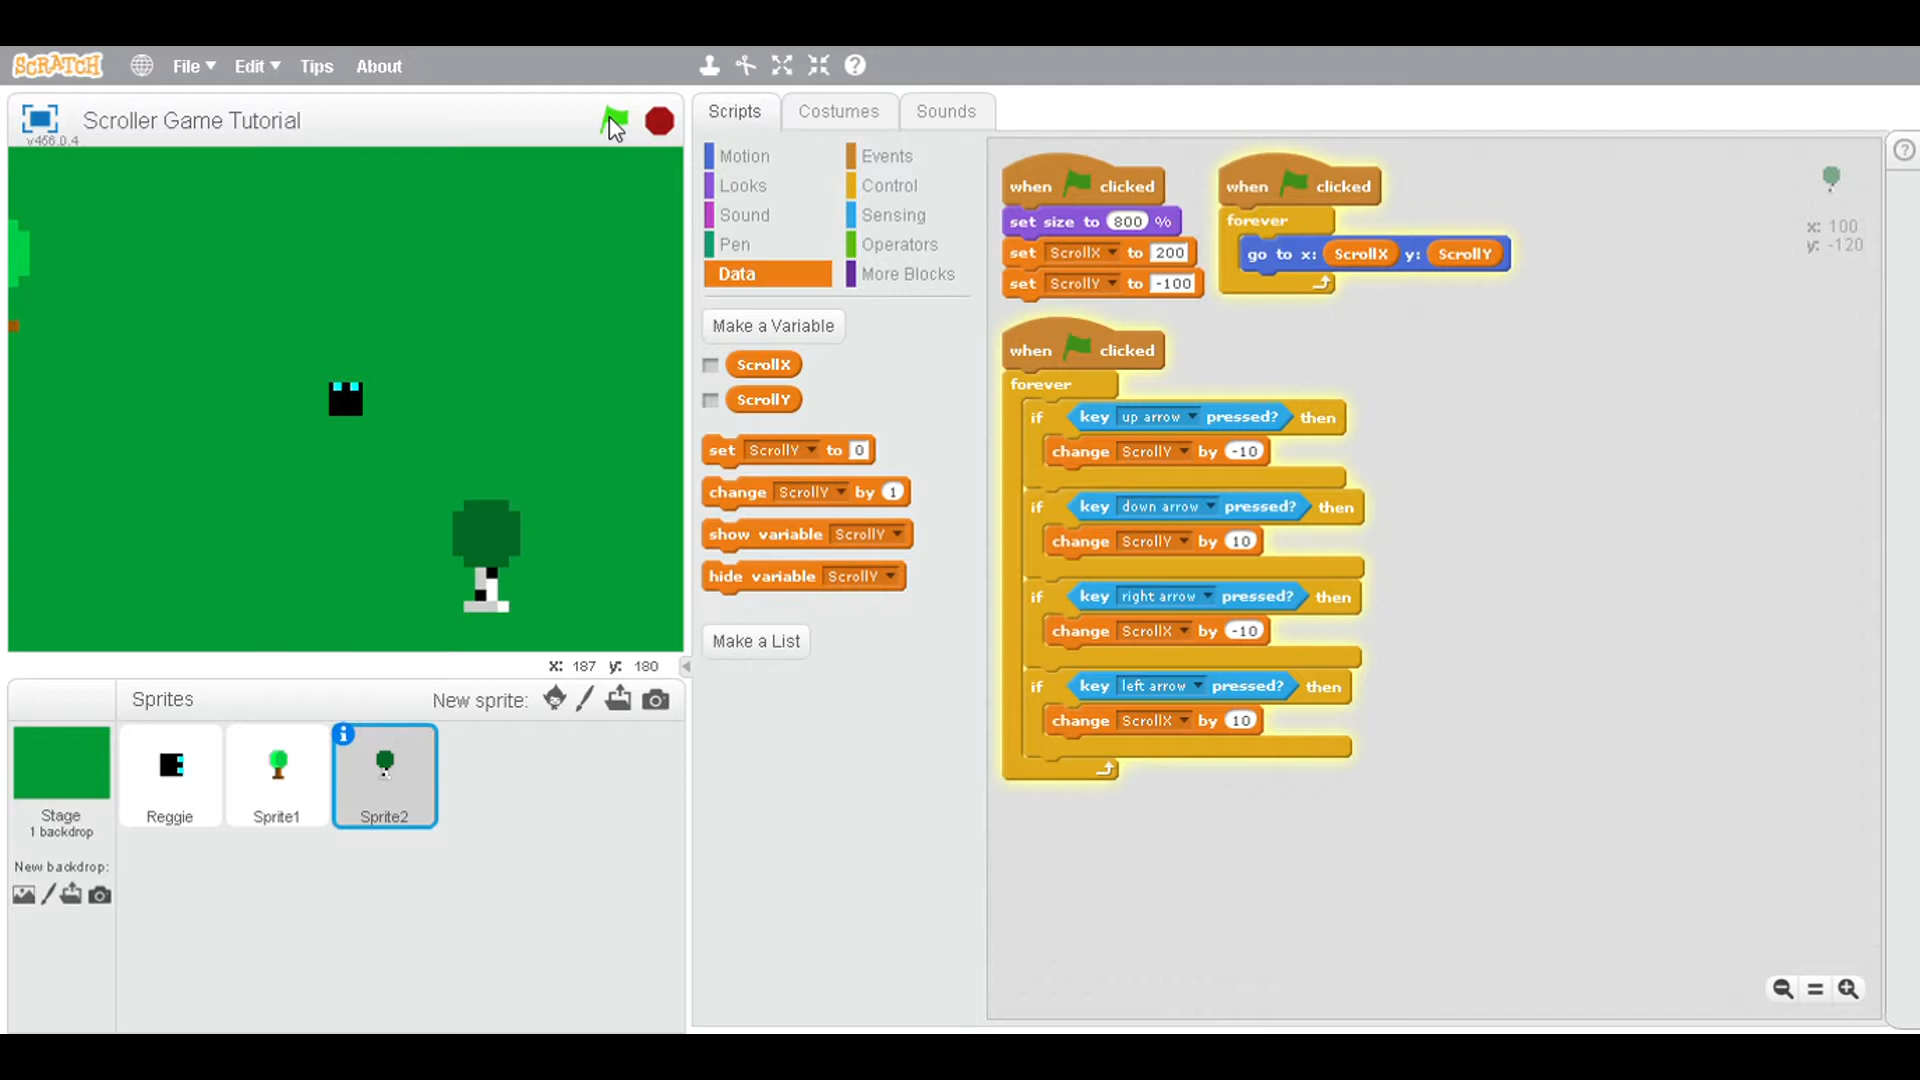 SCRATCH File Edit Tips About
Scroller Game Tutorial
v456.0.4
x: 187 y: 180
Sprites New sprite:
Stage
1 backdrop
New backdrop:
Reggie
Sprite1
Sprite2
Scripts Costumes Sounds
Motion Events
Looks Control
Sound Sensing
Pen Operators
Data More Blocks
Make a Variable
ScrollX
ScrollY
set ScrollY to 0
change ScrollY by 1
show variable ScrollY
hide variable ScrollY
Make a List
when clicked
set size to 800 %
set ScrollX to 200
set ScrollY to -100
when clicked
forever
go to x: ScrollX y: ScrollY
when clicked
forever
if key up arrow pressed? then
change ScrollY by -10
if key down arrow pressed? then
change ScrollY by 10
if key right arrow pressed? then
change ScrollX by -10
if key left arrow pressed? then
change ScrollX by 10
x: 100
y: -120